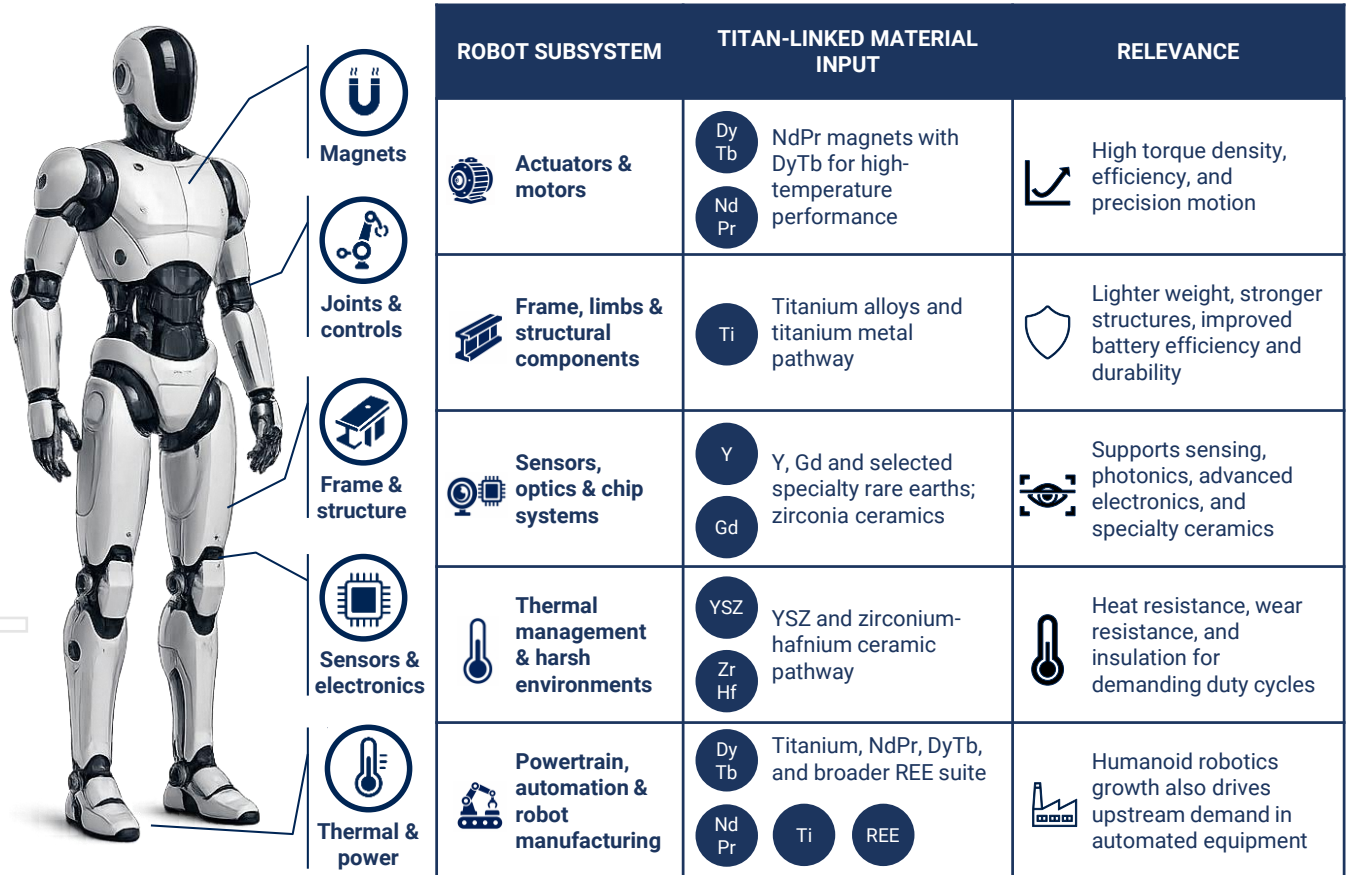 Magnets
Joints &
controls
Frame &
structure
Sensors &
electronics
Thermal &
power
ROBOT SUBSYSTEM
TITAN-LINKED MATERIAL
INPUT
RELEVANCE
Actuators &
motors
Dy
Tb
Nd
Pr
NdPr magnets with
DyTb for high-
temperature
performance
High torque density,
efficiency, and
precision motion
Frame, limbs &
structural
components
Ti
Titanium alloys and
titanium metal
pathway
Lighter weight, stronger
structures, improved
battery efficiency and
durability
Sensors,
optics & chip
systems
Y
Gd
Y, Gd and selected
specialty rare earths;
zirconia ceramics
Supports sensing,
photonics, advanced
electronics, and
specialty ceramics
Thermal
management
& harsh
environments
YSZ
Zr
Hf
YSZ and zirconium-
hafnium ceramic
pathway
Heat resistance, wear
resistance, and
insulation for
demanding duty cycles
Powertrain,
automation &
robot
manufacturing
Dy
Tb
Titanium, NdPr, DyTb,
and broader REE suite
Nd
Pr
Ti
REE
Humanoid robotics
growth also drives
upstream demand in
automated equipment